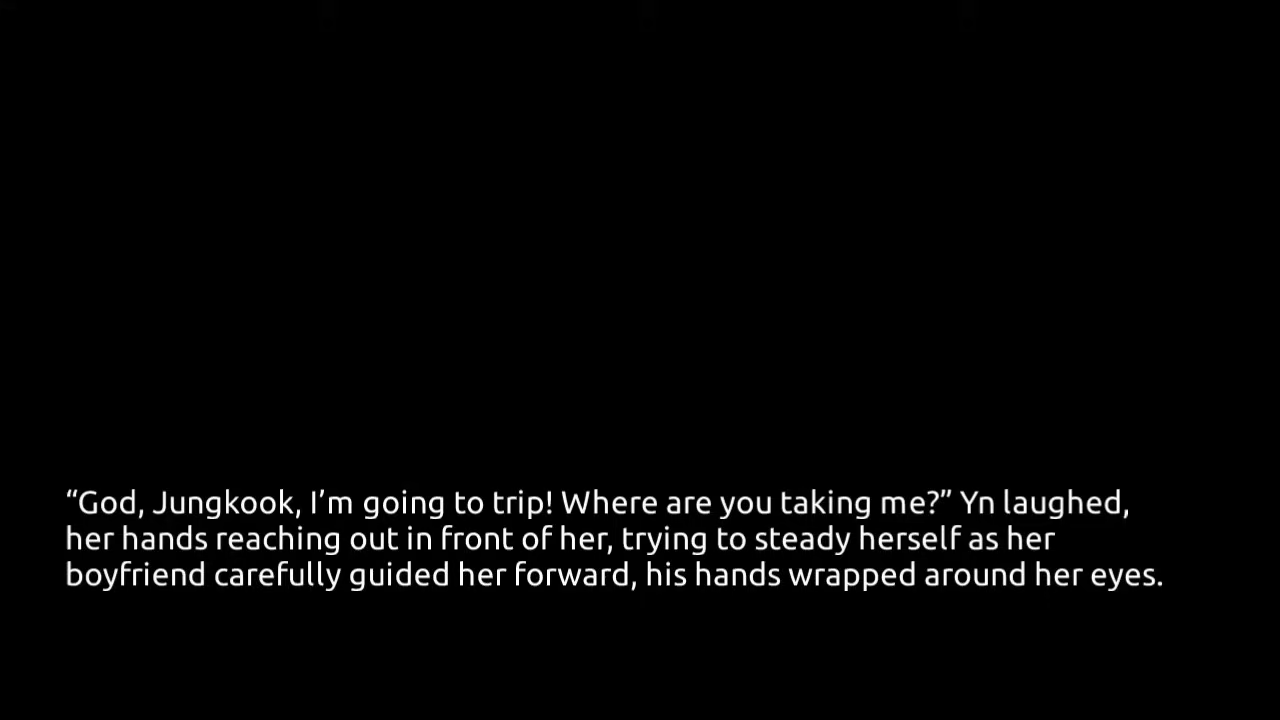 “God, Jungkook, I’m going to trip! Where are you taking me?” Yn laughed,
her hands reaching out in front of her, trying to steady herself as her
boyfriend carefully guided her forward, his hands wrapped around her eyes.